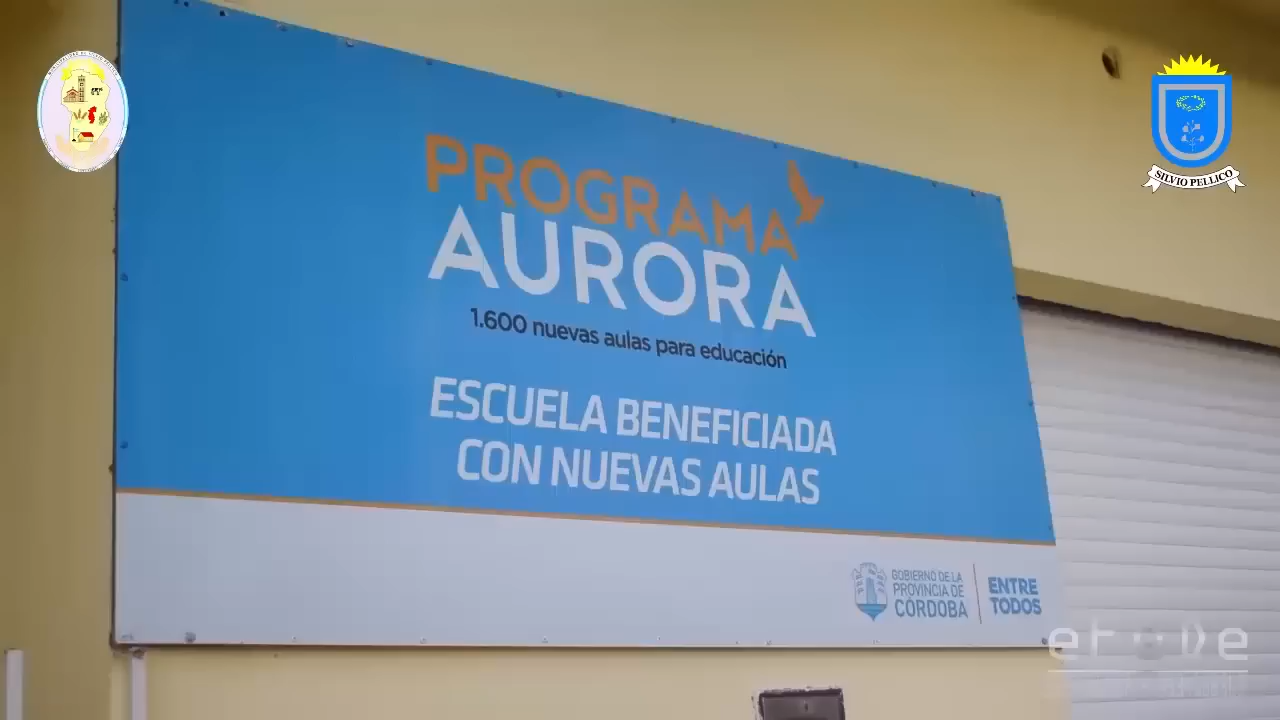 PROGRAMA
AURORA
1.600 nuevas aulas para educación
ESCUELA BENEFICIADA
CON NUEVAS AULAS
GOBIERNO DE LA
PROVINCIA DE
CÓRDOBA
ENTRE
TODOS
SILVIO PELLICO